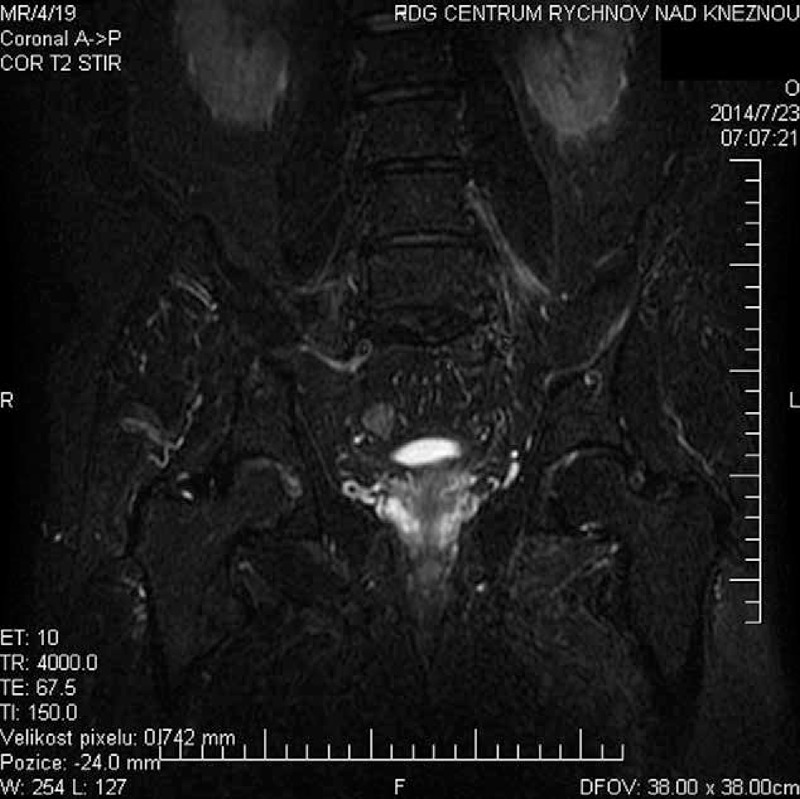 MR/4/19
RDG CENTRUM RYCHNOV NAD KNEZNOU
Coronal A->P
COR T2 STIR
O
2014/7/23
07:07:21
R
L
ET: 10
TR: 4000.0
TE: 67.5
TI: 150.0
Velikost pixelu: 0.742 mm
Pozice: -24.0 mm
W: 254 L: 127
F
DFOV: 38.00 x 38.00cm